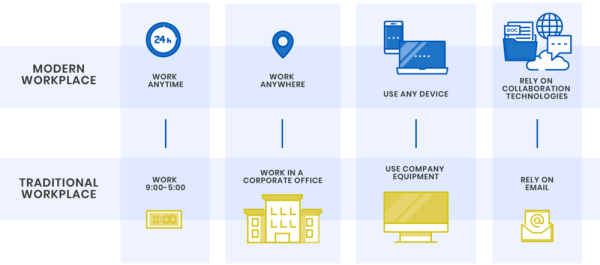 24 h
DOC
MODERN
WORKPLACE
WORK
ANYTIME
WORK
ANYWHERE
USE ANY DEVICE
RELY ON
COLLABORATION
TECHNOLOGIES
TRADITIONAL
WORKPLACE
WORK
9:00-5:00
WORK IN A
CORPORATE OFFICE
USE COMPANY
EQUIPMENT
RELY ON
EMAIL
11:00
@